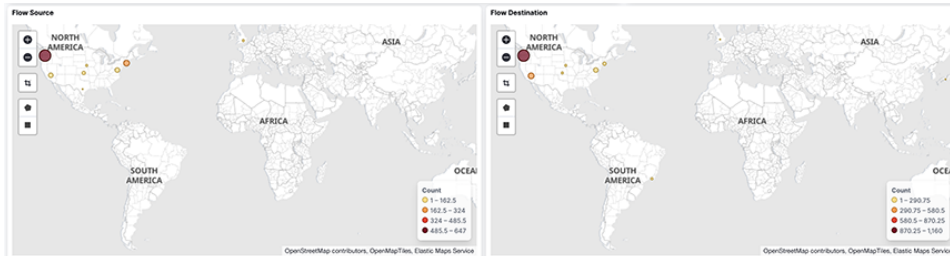 Flow Source
NORTH
AMERICA
ASIA
AFRICA
SOUTH
AMERICA
OCEA
Count
1 – 162.5
162.5 – 324
324 – 485.5
485.5 – 647
OpenStreetMap contributors, OpenMapTiles, Elastic Maps Service
Flow Destination
NORTH
AMERICA
ASIA
AFRICA
SOUTH
AMERICA
OCEA
Count
1 – 290.75
290.75 – 580.5
580.5 – 870.25
870.25 – 1,160
OpenStreetMap contributors, OpenMapTiles, Elastic Maps Service